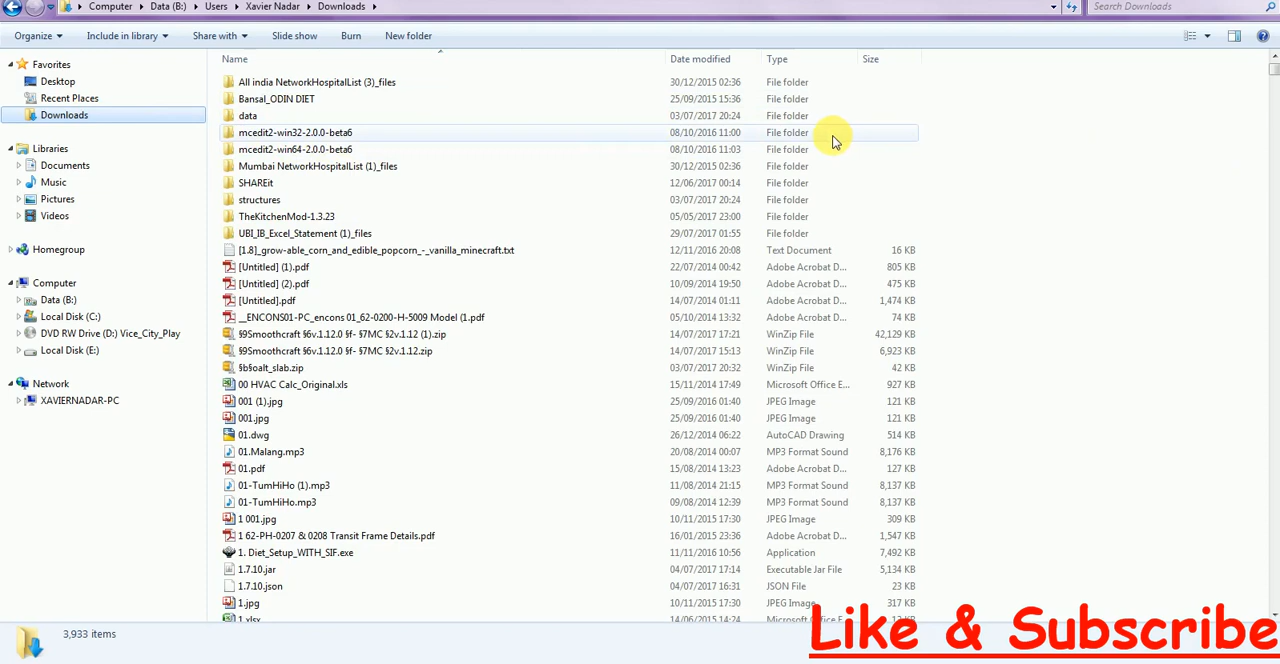 Computer ▸ Data (B:) ▸ Users ▸ Xavier Nadar ▸ Downloads ▸ Search Downloads
Organize Include in library Share with Slide show Burn New folder
Name Date modified Type Size
Favorites
Desktop
Recent Places
Downloads
Libraries
Documents
Music
Pictures
Videos
Homegroup
Computer
Data (B:)
Local Disk (C:)
DVD RW Drive (D:) Vice_City_Play
Local Disk (E:)
Network
XAVIERNADAR-PC
All india NetworkHospitalList (3)_files 30/12/2015 02:36 File folder
Bansal_ODIN DIET 25/09/2015 15:36 File folder
data 03/07/2017 20:24 File folder
mcedit2-win32-2.0.0-beta6 08/10/2016 11:00 File folder
mcedit2-win64-2.0.0-beta6 08/10/2016 11:03 File folder
Mumbai NetworkHospitalList (1)_files 30/12/2015 02:36 File folder
SHAREit 12/06/2017 00:14 File folder
structures 03/07/2017 20:24 File folder
TheKitchenMod-1.3.23 05/05/2017 23:00 File folder
UBI_IB_Excel_Statement (1)_files 29/07/2017 01:55 File folder
[1.8]_grow-able_corn_and_edible_popcorn_-_vanilla_minecraft.txt 12/11/2016 20:08 Text Document 16 KB
[Untitled] (1).pdf 22/07/2014 00:42 Adobe Acrobat D... 805 KB
[Untitled] (2).pdf 10/09/2014 19:50 Adobe Acrobat D... 475 KB
[Untitled].pdf 14/07/2014 01:11 Adobe Acrobat D... 1,474 KB
__ENCONS01-PC_encons 01_62-0200-H-5009 Model (1.pdf 05/10/2014 13:32 Adobe Acrobat D... 74 KB
§9Smoothcraft §6v.1.12.0 §f- §7MC §2v.1.12 (1).zip 14/07/2017 17:21 WinZip File 42,129 KB
§9Smoothcraft §6v.1.12.0 §f- §7MC §2v.1.12.zip 14/07/2017 15:13 WinZip File 6,923 KB
§b§oalt_slab.zip 03/07/2017 20:32 WinZip File 42 KB
00 HVAC Calc_Original.xls 15/11/2014 17:49 Microsoft Office E... 927 KB
001 (1).jpg 25/09/2016 01:40 JPEG Image 121 KB
001.jpg 25/09/2016 01:40 JPEG Image 121 KB
01.dwg 26/12/2014 06:22 AutoCAD Drawing 514 KB
01.Malang.mp3 20/08/2014 00:07 MP3 Format Sound 8,176 KB
01.pdf 15/08/2014 13:23 Adobe Acrobat D... 127 KB
01-TumHiHo (1).mp3 11/08/2014 21:15 MP3 Format Sound 8,137 KB
01-TumHiHo.mp3 09/08/2014 12:39 MP3 Format Sound 8,137 KB
1 001.jpg 10/11/2015 17:30 JPEG Image 309 KB
1 62-PH-0207 & 0208 Transit Frame Details.pdf 16/01/2015 23:36 Adobe Acrobat D... 1,547 KB
1. Diet_Setup_WITH_SIF.exe 11/11/2016 10:56 Application 7,492 KB
1.7.10.jar 04/07/2017 17:14 Executable Jar File 5,134 KB
1.7.10.json 04/07/2017 16:31 JSON File 23 KB
1.jpg 10/11/2015 17:30 JPEG Image 317 KB
1.xlsx
3,933 items
Like & Subscribe